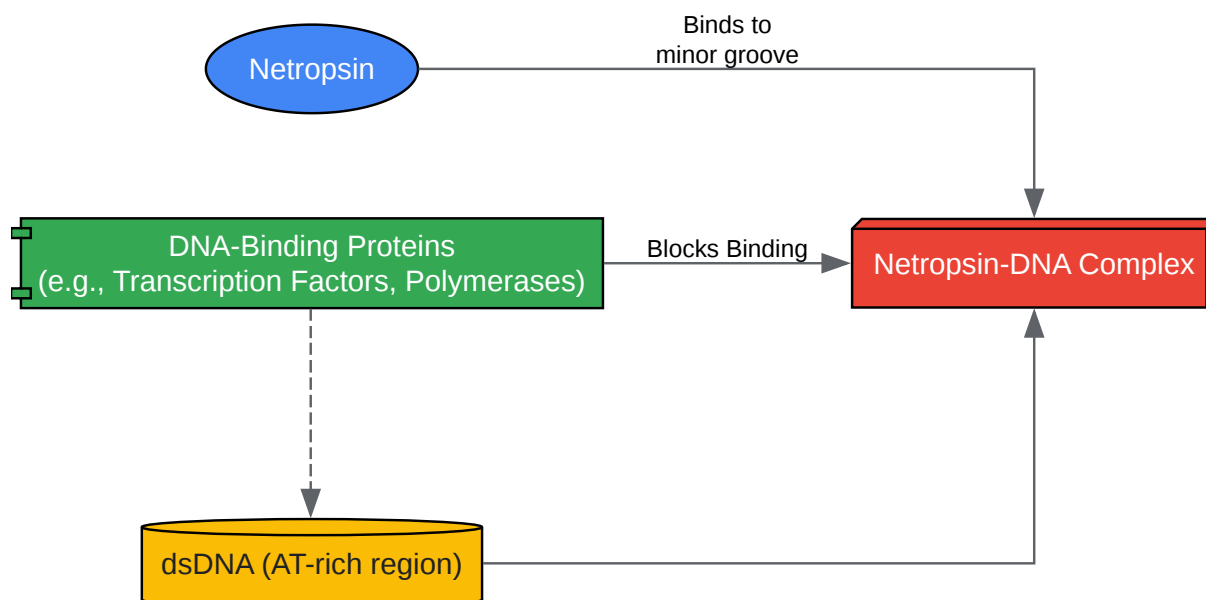 Binds to
minor groove
Netropsin
DNA-Binding Proteins
(e.g., Transcription Factors, Polymerases)
Blocks Binding
Netropsin-DNA Complex
dsDNA (AT-rich region)